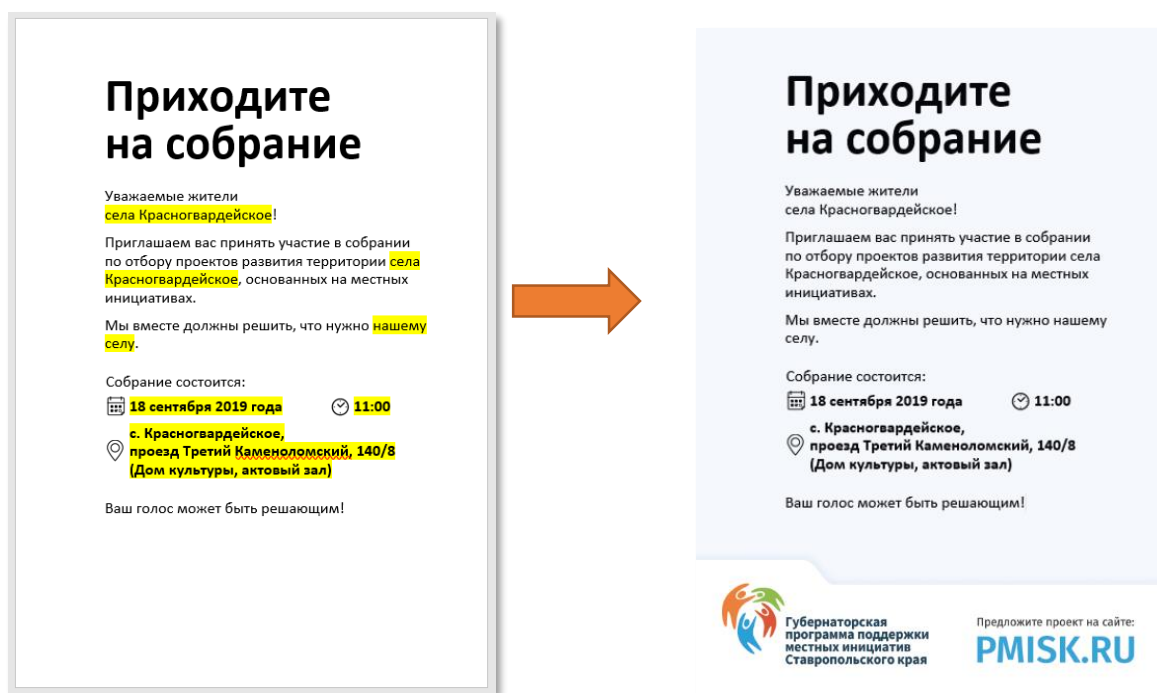 Приходите
на собрание
Уважаемые жители
села Красногвардейское!
Приглашаем вас принять участие в собрании
по отбору проектов развития территории села
Красногвардейское, основанных на местных
инициативах.
Мы вместе должны решить, что нужно нашему
селу.
Собрание состоится:
18 сентября 2019 года 11:00
с. Красногвардейское,
проезд Третий Каменоломский, 140/8
(Дом культуры, актовый зал)
Ваш голос может быть решающим!
Приходите
на собрание
Уважаемые жители
села Красногвардейское!
Приглашаем вас принять участие в собрании
по отбору проектов развития территории села
Красногвардейское, основанных на местных
инициативах.
Мы вместе должны решить, что нужно нашему
селу.
Собрание состоится:
18 сентября 2019 года 11:00
с. Красногвардейское,
проезд Третий Каменоломский, 140/8
(Дом культуры, актовый зал)
Ваш голос может быть решающим!
Губернаторская
программа поддержки
местных инициатив
Ставропольского края
Предложите проект на сайте:
PMISK.RU